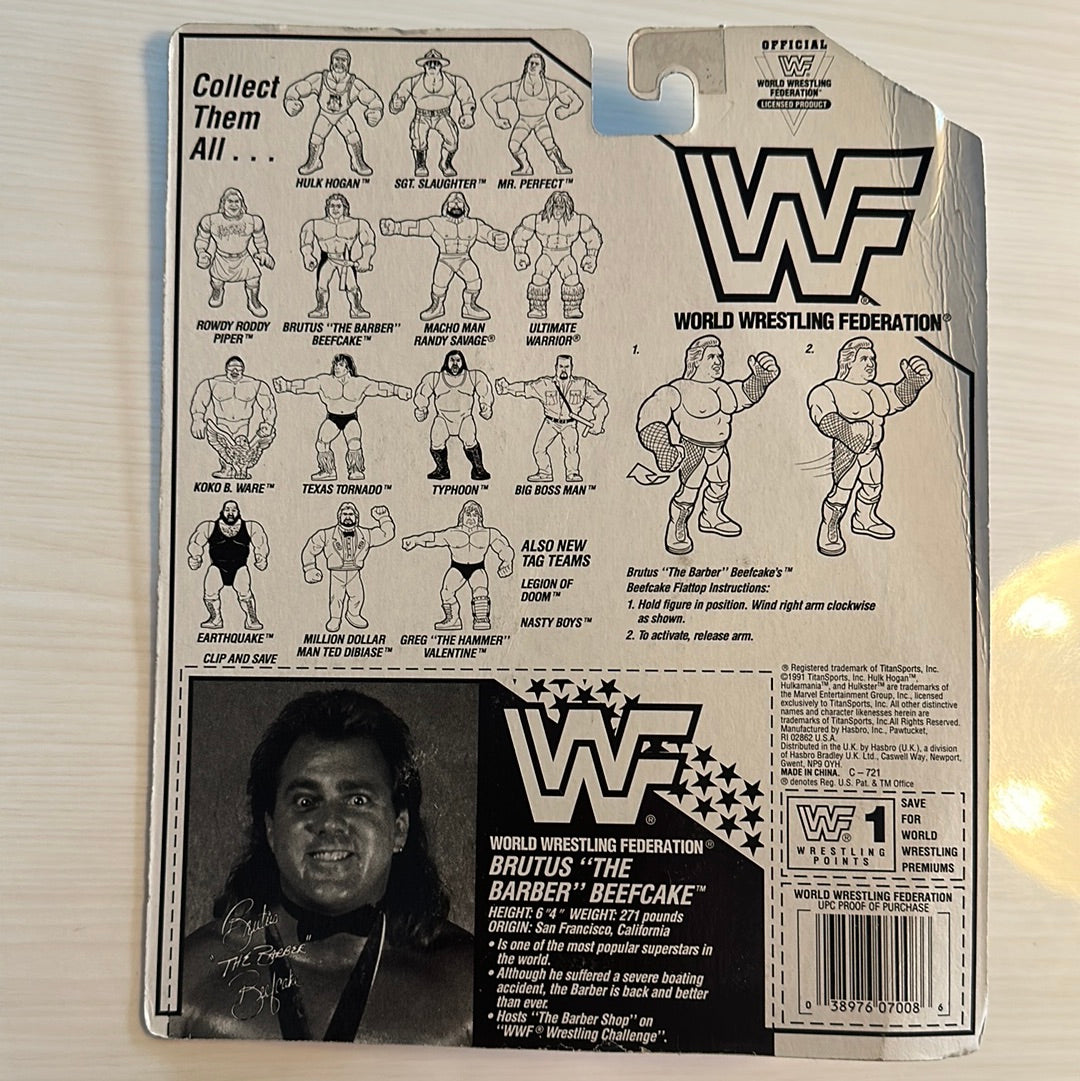 Collect
Them
All . . .
OFFICIAL
WF
WORLD WRESTLING
FEDERATION™
LICENSED PRODUCT
HULK HOGAN™
SGT. SLAUGHTER™
MR. PERFECT™
WF®
WORLD WRESTLING FEDERATION®
ROWDY RODDY
PIPER™
BRUTUS "THE BARBER"
BEEFCAKE™
MACHO MAN
RANDY SAVAGE®
ULTIMATE
WARRIOR®
1.
2.
KOKO B. WARE™
TEXAS TORNADO™
TYPHOON™
BIG BOSS MAN™
EARTHQUAKE™
MILLION DOLLAR
MAN TED DIBIASE™
GREG "THE HAMMER"
VALENTINE™
ALSO NEW
TAG TEAMS
LEGION OF
DOOM™
NASTY BOYS™
Brutus "The Barber" Beefcake's™
Beefcake Flattop Instructions:
1. Hold figure in position. Wind right arm clockwise
as shown.
2. To activate, release arm.
CLIP AND SAVE
® Registered trademark of TitanSports, Inc.
©1991 TitanSports, Inc. Hulk Hogan™,
Hulkamania™, and Hulkster™ are trademarks of
the Marvel Entertainment Group, Inc., licensed
exclusively to TitanSports, Inc. All other distinctive
names and character likenesses herein are
trademarks of TitanSports, Inc.All Rights Reserved.
Manufactured by Hasbro, Inc., Pawtucket,
RI 02862 U.S.A.
Distributed in the U.K. by Hasbro (U.K.), a division
of Hasbro Bradley U.K. Ltd., Caswell Way, Newport,
Gwent, NP9 OYH.
MADE IN CHINA. C-721
® denotes Reg. U.S. Pat. & TM Office
Brutus
"THE BARBER"
Beefcake
WF®
WORLD WRESTLING FEDERATION®
BRUTUS "THE
BARBER" BEEFCAKE™
HEIGHT: 6 "4" WEIGHT: 271 pounds
ORIGIN: San Francisco, California
• Is one of the most popular superstars in
the world.
• Although he suffered a severe boating
accident, the Barber is back and better
than ever.
• Hosts "The Barber Shop" on
"WWF® Wrestling Challenge".
WF® 1
WRESTLING
POINTS
SAVE
FOR
WORLD
WRESTLING
PREMIUMS
WORLD WRESTLING FEDERATION
UPC PROOF OF PURCHASE
0 38976 07008 6